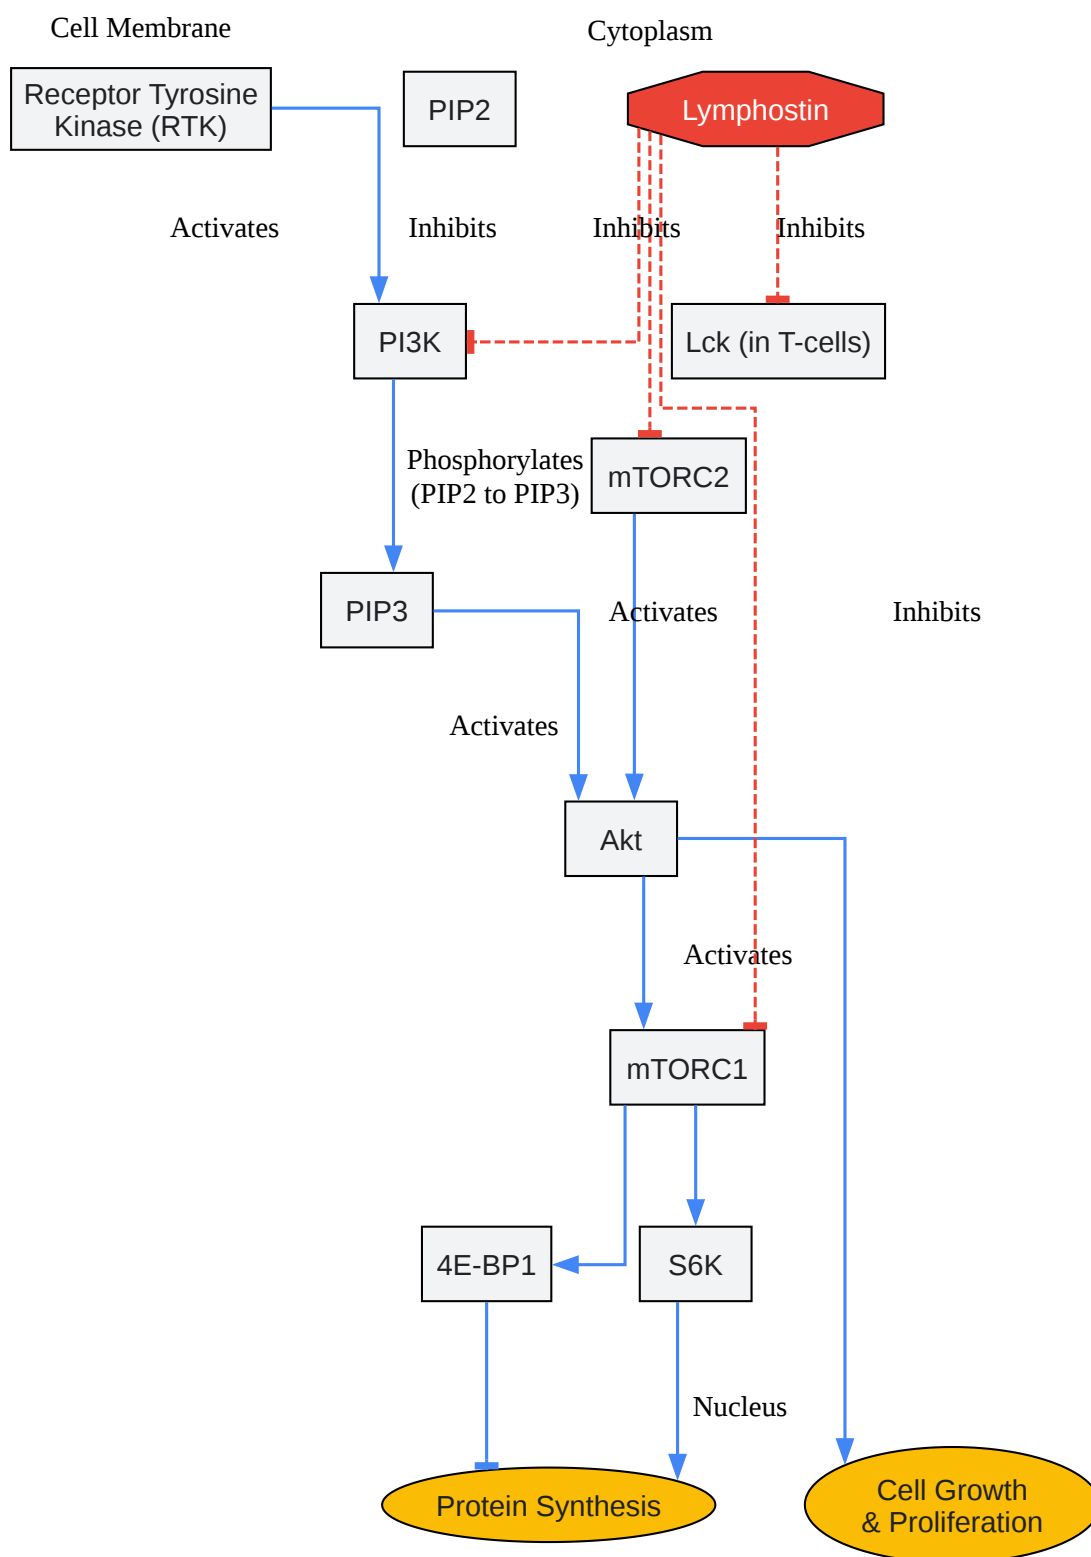 Cell Membrane
Cytoplasm
Receptor Tyrosine
Kinase (RTK)
PIP2
Lymphostin
Activates
Inhibits
Inhibits
Inhibits
PI3K
Lck (in T-cells)
Phosphorylates
(PIP2 to PIP3)
mTORC2
PIP3
Activates
Inhibits
Activates
Akt
Activates
mTORC1
4E-BP1
S6K
Nucleus
Protein Synthesis
Cell Growth
& Proliferation